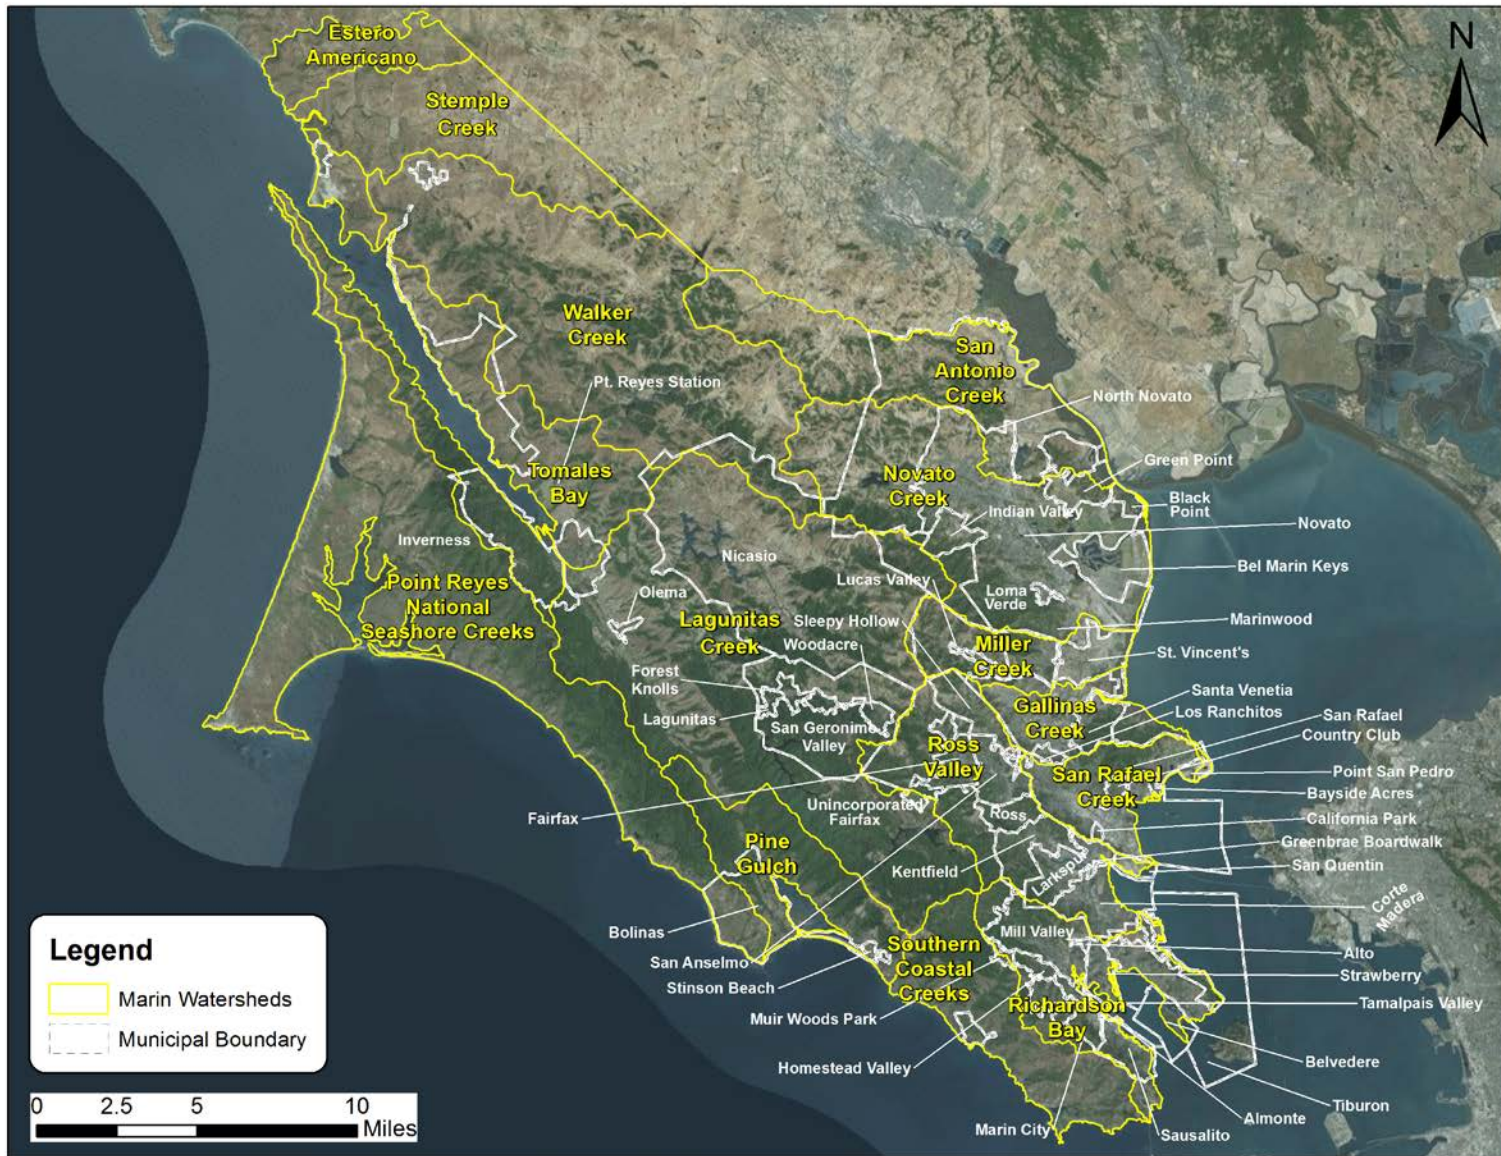 N
Estero
Americano
Stemple
Creek
Walker
Creek
San
Antonio
Creek
Pt. Reyes Station
North Novato
Tomales
Bay
Novato
Creek
Green Point
Black
Point
Indian Valley
Novato
Inverness
Nicasio
Bel Marin Keys
Point Reyes
National
Seashore Creeks
Lucas Valley
Olema
Loma
Verde
Lagunitas
Creek
Sleepy Hollow
Woodacre
Marinwood
Miller
Creek
St. Vincent's
Forest
Knolls
Lagunitas
San Geronimo
Valley
Gallinas
Creek
Santa Venetia
Los Ranchitos
San Rafael
Country Club
Ross
Valley
San Rafael
Creek
Point San Pedro
Bayside Acres
Fairfax
Unincorporated
Fairfax
Ross
California Park
Greenbrae Boardwalk
San Quentin
Pine
Gulch
Kentfield
Larkspur
Corte
Madera
Bolinas
Mill Valley
San Anselmo
Stinson Beach
Southern
Coastal
Creeks
Alto
Strawberry
Tamalpais Valley
Muir Woods Park
Richardson
Bay
Homestead Valley
Belvedere
Tiburon
Almonte
Marin City
Sausalito
Legend
Marin Watersheds
Municipal Boundary
0 2.5 5 10
Miles